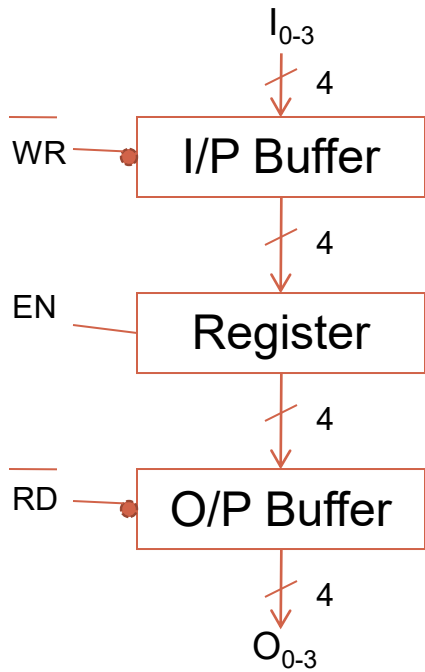 I0-3
4
WR
I/P Buffer
4
EN
Register
4
RD
O/P Buffer
4
O0-3